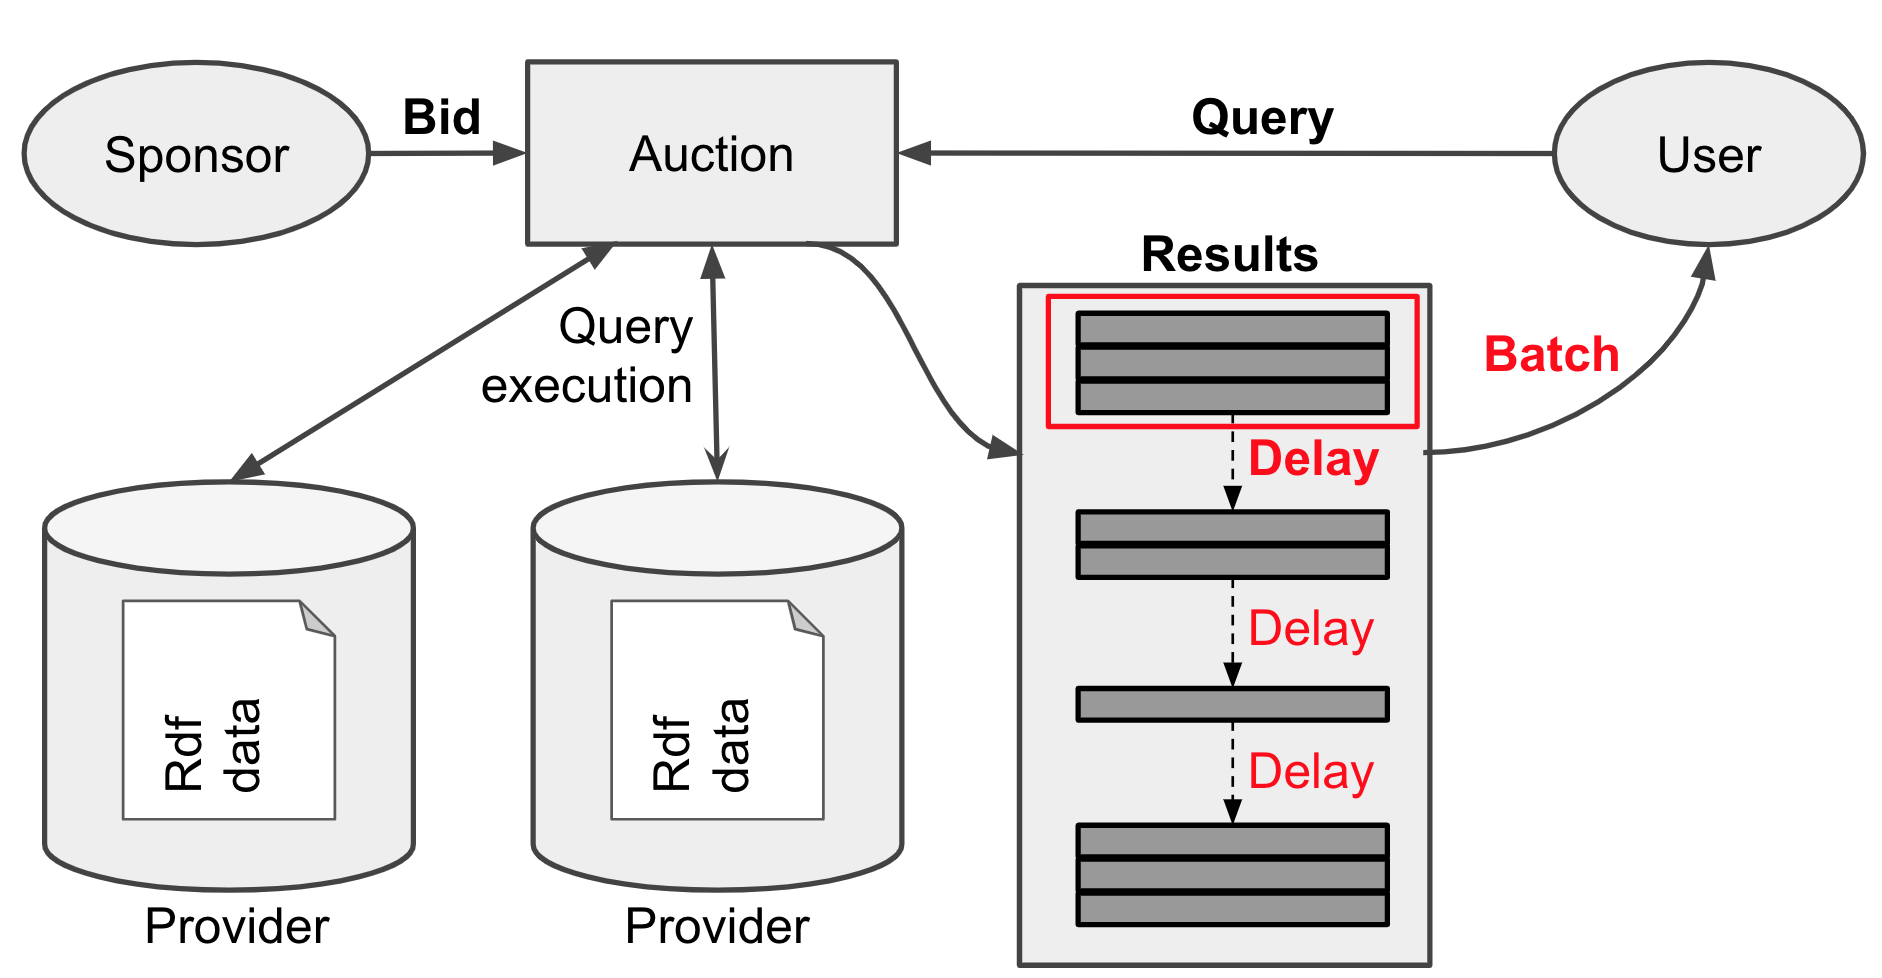 Sponsor
Bid
Auction
Query
User
Results
Query
execution
Batch
Delay
Delay
Delay
Rdf
data
Rdf
data
Provider
Provider